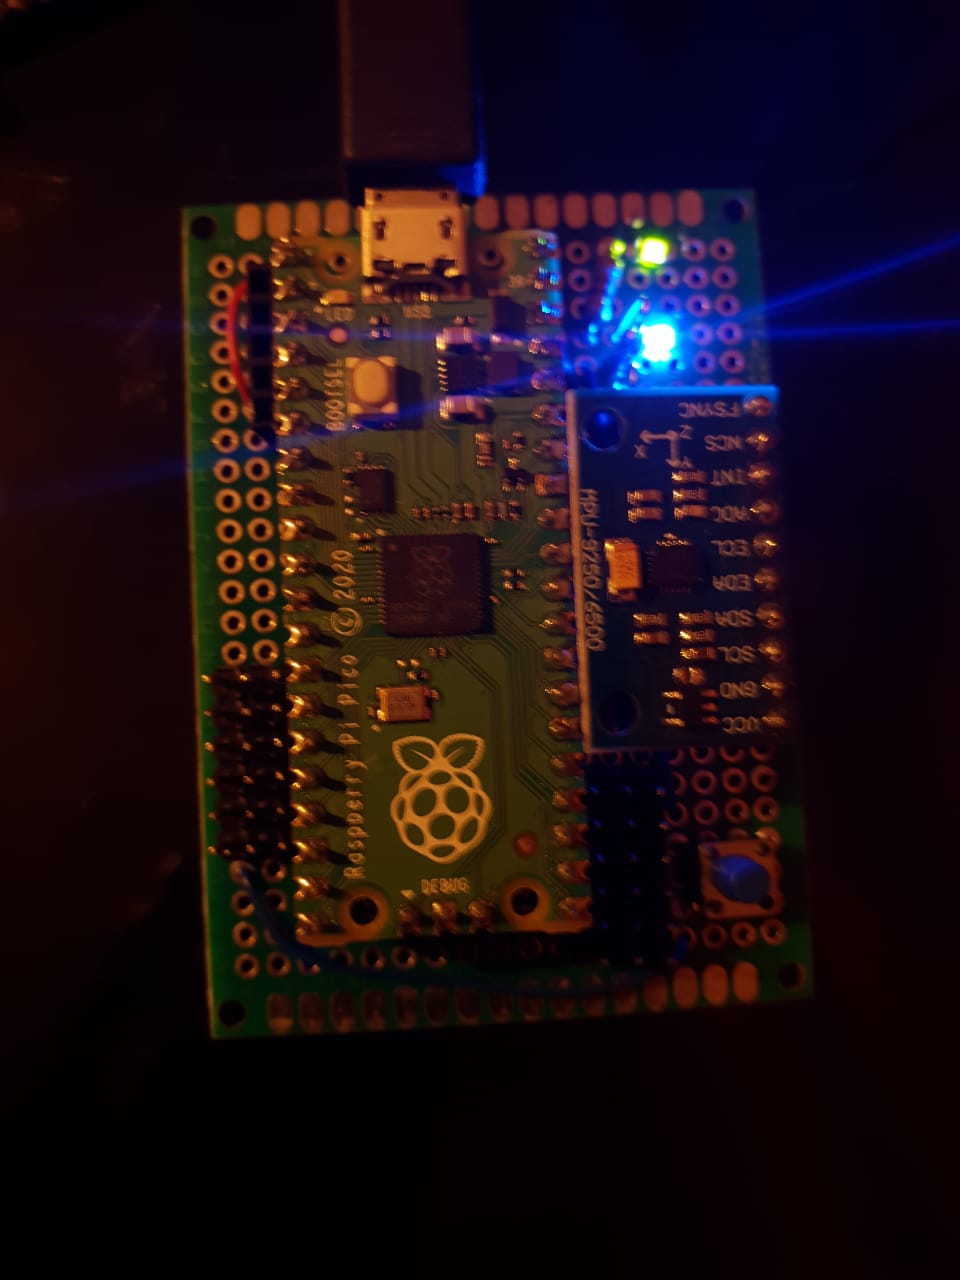 USB
LED
BOOTSEL
Raspberry Pi Pico © 2020
DEBUG
FSYNC
NCS
INT
ADC
ECL
EDA
SDA
SCL
GND
VCC
Z
X
Y
MPU-9250/6500